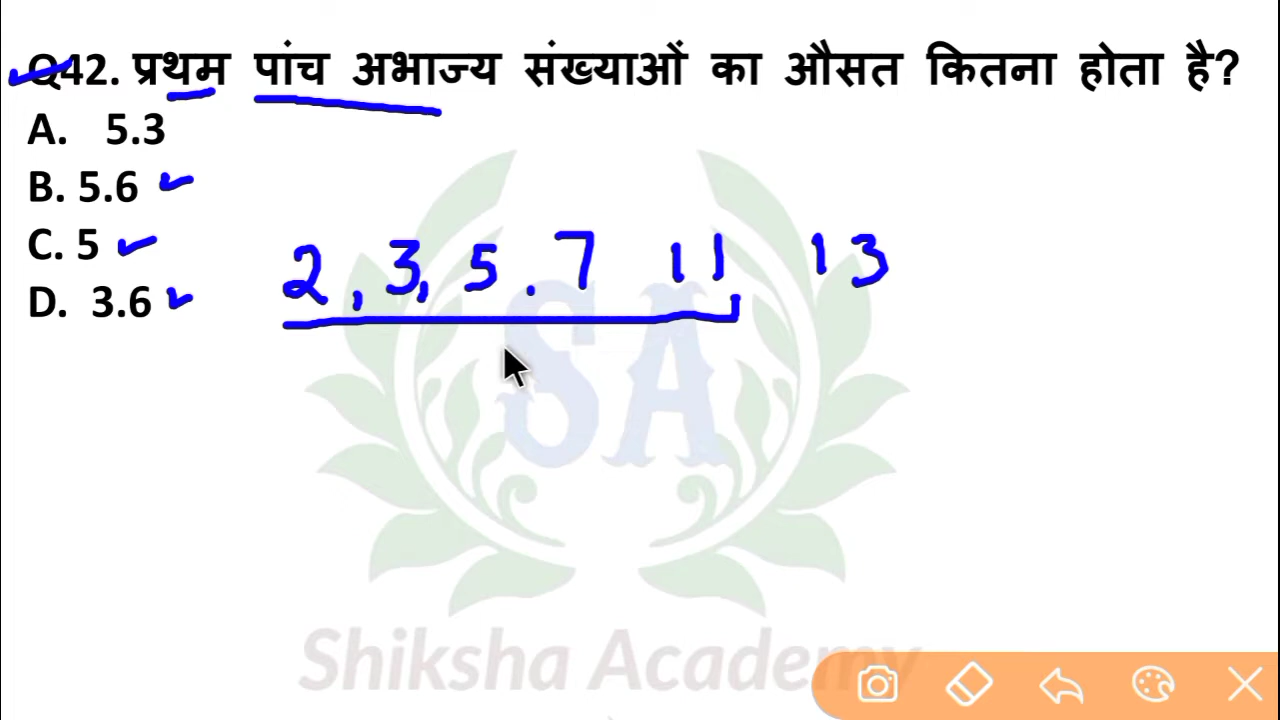 Q42. प्रथम पांच अभाज्य संख्याओं का औसत कितना होता है?
A. 5.3
B. 5.6
C. 5
D. 3.6
2, 3, 5. 7 11 13
SA
Shiksha Academy